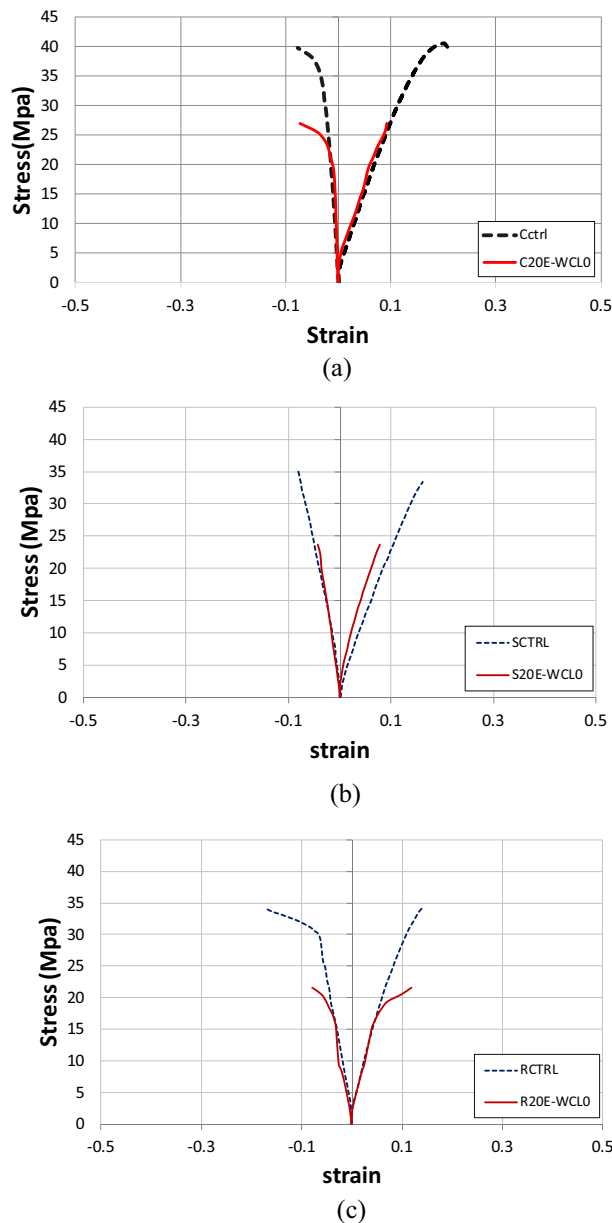 (a)
45
40
35
30
25
20
15
10
5
0
Stress(Mpa)
-0.5 -0.3 -0.1 0.1 0.3 0.5
Strain
Cctrl
C20E-WCL0
(a)
45
40
35
30
25
20
15
10
5
0
Stress (Mpa)
-0.5 -0.3 -0.1 0.1 0.3 0.5
strain
SCTRL
S20E-WCL0
(b)
45
40
35
30
25
20
15
10
5
0
Stress (Mpa)
-0.5 -0.3 -0.1 0.1 0.3 0.5
strain
RCTRL
R20E-WCL0
(c)